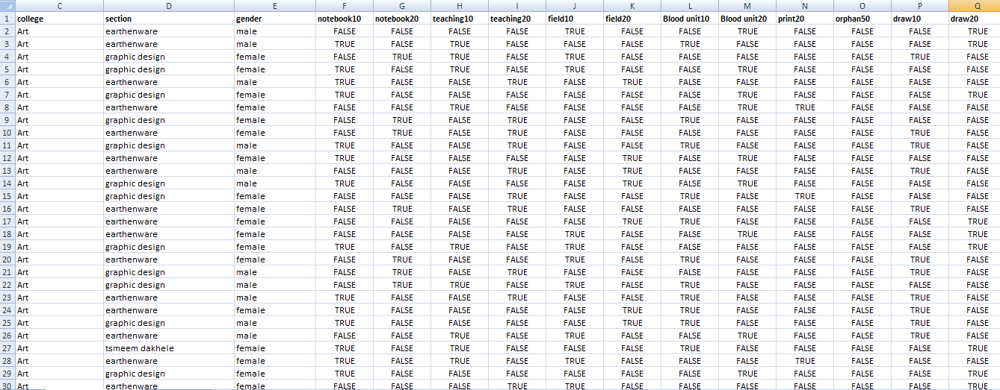 C D E F G H I J K L M N O P Q
1 college section gender notebook10 notebook20 teaching10 teaching20 field10 field20 Blood unit10 Blood unit20 print20 orphan50 draw10 draw20
2 Art earthenware male FALSE FALSE FALSE FALSE TRUE FALSE FALSE TRUE FALSE FALSE FALSE TRUE
3 Art earthenware male TRUE FALSE TRUE FALSE FALSE FALSE TRUE FALSE FALSE FALSE FALSE TRUE
4 Art graphic design female FALSE TRUE TRUE FALSE TRUE FALSE FALSE FALSE FALSE FALSE TRUE FALSE
5 Art graphic design female TRUE FALSE TRUE FALSE TRUE FALSE FALSE TRUE FALSE FALSE FALSE FALSE
6 Art earthenware male TRUE FALSE FALSE TRUE FALSE TRUE FALSE FALSE FALSE FALSE TRUE FALSE
7 Art graphic design female TRUE FALSE FALSE FALSE FALSE FALSE FALSE TRUE FALSE FALSE FALSE TRUE
8 Art earthenware female FALSE FALSE TRUE FALSE FALSE FALSE FALSE TRUE TRUE FALSE FALSE FALSE
9 Art graphic design female FALSE TRUE FALSE TRUE FALSE FALSE TRUE FALSE FALSE FALSE FALSE FALSE
10 Art earthenware female FALSE TRUE FALSE TRUE FALSE FALSE FALSE FALSE FALSE FALSE TRUE FALSE
11 Art graphic design male TRUE FALSE FALSE TRUE FALSE FALSE TRUE FALSE FALSE FALSE TRUE FALSE
12 Art earthenware female TRUE FALSE FALSE FALSE FALSE TRUE FALSE TRUE FALSE FALSE FALSE FALSE
13 Art earthenware male FALSE FALSE FALSE TRUE FALSE TRUE FALSE FALSE FALSE FALSE TRUE FALSE
14 Art graphic design male TRUE FALSE FALSE FALSE FALSE TRUE FALSE TRUE FALSE FALSE FALSE FALSE
15 Art graphic design female FALSE FALSE FALSE TRUE FALSE FALSE TRUE FALSE TRUE FALSE FALSE FALSE
16 Art earthenware female FALSE TRUE FALSE TRUE FALSE FALSE FALSE FALSE FALSE FALSE TRUE FALSE
17 Art earthenware female FALSE FALSE FALSE FALSE FALSE TRUE TRUE FALSE FALSE FALSE FALSE TRUE
18 Art earthenware female FALSE FALSE FALSE FALSE TRUE FALSE FALSE TRUE FALSE FALSE FALSE TRUE
19 Art graphic design female TRUE FALSE TRUE FALSE TRUE FALSE FALSE FALSE FALSE FALSE FALSE TRUE
20 Art earthenware female FALSE TRUE FALSE FALSE TRUE FALSE TRUE FALSE FALSE FALSE TRUE FALSE
21 Art graphic design male FALSE TRUE FALSE TRUE FALSE FALSE FALSE FALSE FALSE FALSE TRUE FALSE
22 Art graphic design male FALSE TRUE TRUE FALSE TRUE FALSE TRUE FALSE FALSE FALSE TRUE FALSE
23 Art earthenware male TRUE FALSE FALSE TRUE FALSE FALSE TRUE FALSE FALSE FALSE TRUE FALSE
24 Art earthenware female TRUE FALSE FALSE FALSE FALSE TRUE TRUE FALSE FALSE FALSE TRUE FALSE
25 Art graphic design male TRUE FALSE TRUE FALSE FALSE TRUE TRUE FALSE FALSE FALSE TRUE FALSE
26 Art earthenware male FALSE FALSE TRUE FALSE TRUE FALSE FALSE TRUE FALSE FALSE TRUE FALSE
27 Art tsmeem dakhele female TRUE FALSE TRUE FALSE FALSE FALSE TRUE FALSE FALSE FALSE FALSE TRUE
28 Art earthenware female TRUE FALSE TRUE FALSE FALSE FALSE FALSE FALSE TRUE FALSE FALSE TRUE
29 Art graphic design female TRUE FALSE FALSE FALSE FALSE FALSE FALSE TRUE FALSE FALSE FALSE TRUE
30 Art earthenware female FALSE FALSE FALSE TRUE TRUE FALSE FALSE FALSE FALSE FALSE FALSE TRUE